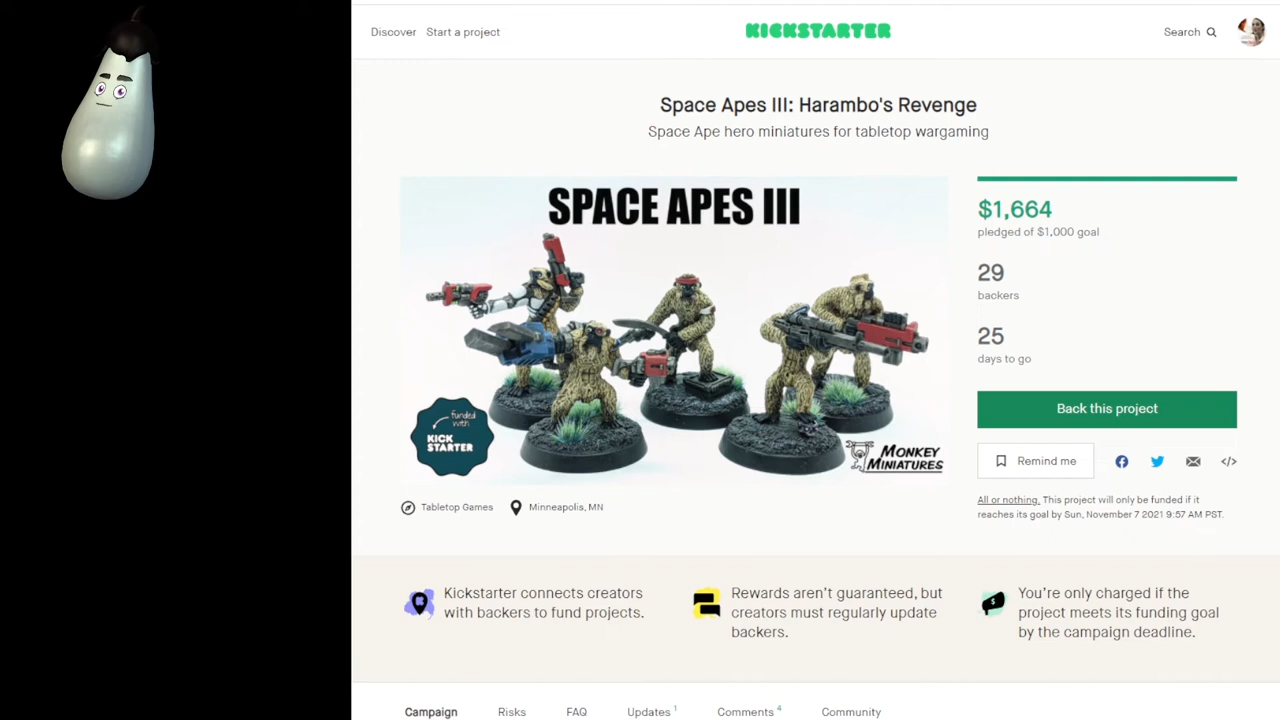 Discover Start a project
KICKSTARTER
Search
Space Apes III: Harambo's Revenge
Space Ape hero miniatures for tabletop wargaming
SPACE APES III
funded
with
KICK
STARTER
MONKEY
MINIATURES
Tabletop Games
Minneapolis, MN
$1,664
pledged of $1,000 goal
29
backers
25
days to go
Back this project
Remind me
All or nothing. This project will only be funded if it
reaches its goal by Sun, November 7 2021 9:57 AM PST.
Kickstarter connects creators
with backers to fund projects.
Rewards aren't guaranteed, but
creators must regularly update
backers.
You're only charged if the
project meets its funding goal
by the campaign deadline.
Campaign Risks FAQ Updates 1 Comments 4 Community